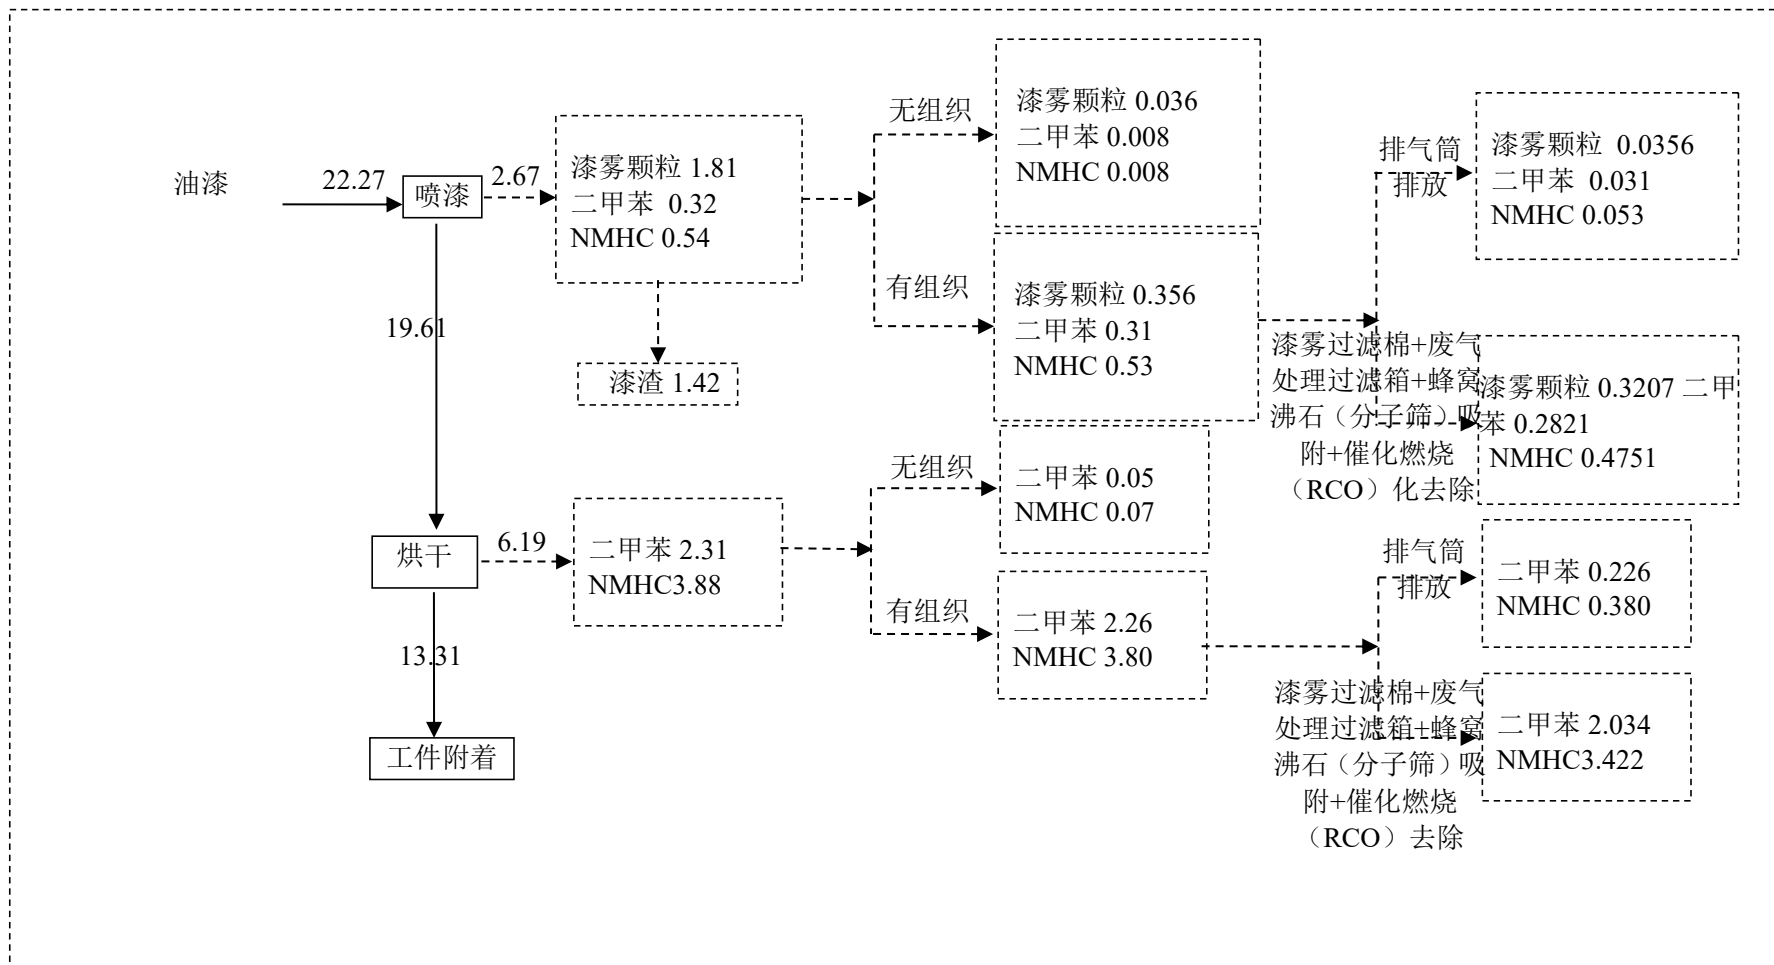 油漆
22.27
喷漆
2.67
漆雾颗粒 1.81
二甲苯 0.32
NMHC 0.54
漆渣 1.42
无组织
漆雾颗粒 0.036
二甲苯 0.008
NMHC 0.008
有组织
漆雾颗粒 0.356
二甲苯 0.31
NMHC 0.53
排气筒
排放
漆雾颗粒 0.0356
二甲苯 0.031
NMHC 0.053
漆雾过滤棉+废气
处理过滤箱+蜂窝
沸石（分子筛）吸
附+催化燃烧
（RCO）化去除
漆雾颗粒 0.3207 二甲
苯 0.2821
NMHC 0.4751
19.61
烘干
6.19
二甲苯 2.31
NMHC3.88
无组织
二甲苯 0.05
NMHC 0.07
有组织
二甲苯 2.26
NMHC 3.80
排气筒
排放
二甲苯 0.226
NMHC 0.380
漆雾过滤棉+废气
处理过滤箱+蜂窝
沸石（分子筛）吸
附+催化燃烧
（RCO）去除
二甲苯 2.034
NMHC3.422
13.31
工件附着